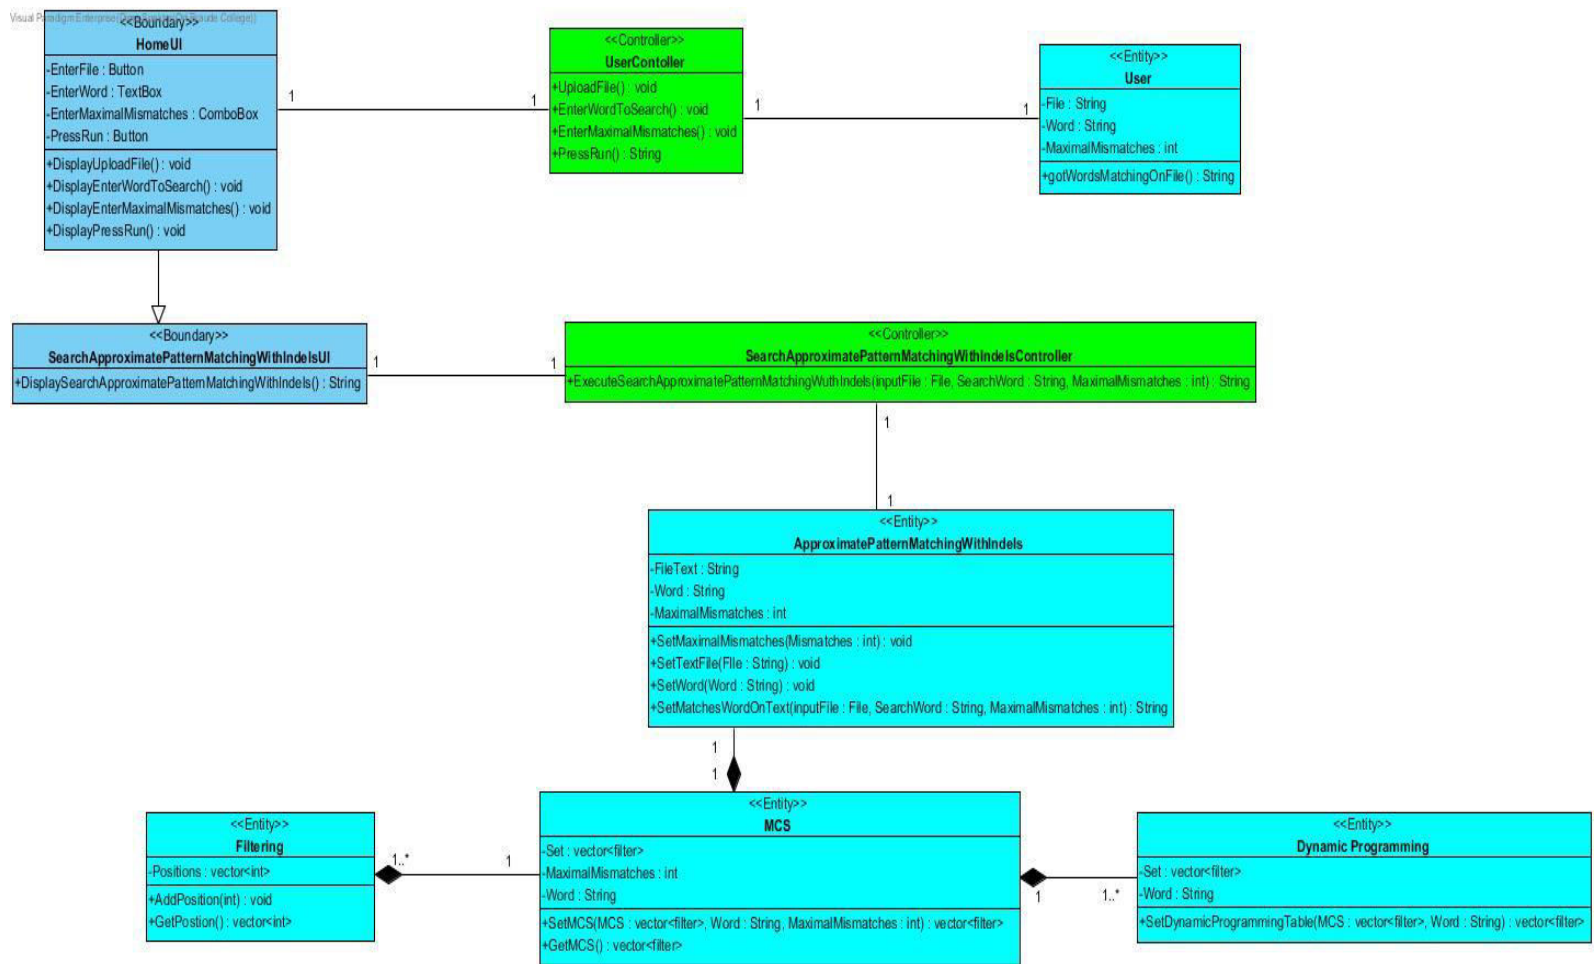 Visual Paradigm Enterprise
<<Boundary>>
HomeUI
-EnterFile : Button
-EnterWord : TextBox
-EnterMaximalMismatches : ComboBox
-PressRun : Button
+DisplayUploadFile() : void
+DisplayEnterWordToSearch() : void
+DisplayEnterMaximalMismatches() : void
+DisplayPressRun() : void
1
1
<<Controller>>
UserContoller
+UploadFile() : void
+EnterWordToSearch() : void
+EnterMaximalMismatches() : void
+PressRun() : String
1
1
<<Entity>>
User
-File : String
-Word : String
-MaximalMismatches : int
+gotWordsMatchingOnFile() : String
<<Boundary>>
SearchApproximatePatternMatchingWithIndelsUI
+DisplaySearchApproximatePatternMatchingWithIndels() : String
1
1
<<Controller>>
SearchApproximatePatternMatchingWithIndelsController
+ExecuteSearchApproximatePatternMatchingWuthIndels(inputFile : File, SearchWord : String, MaximalMismatches : int) : String
1
1
<<Entity>>
ApproximatePatternMatchingWithIndels
-FileText : String
-Word : String
-MaximalMismatches : int
+SetMaximalMismatches(Mismatches : int) : void
+SetTextFile(FIle : String) : void
+SetWord(Word : String) : void
+SetMatchesWordOnText(inputFile : File, SearchWord : String, MaximalMismatches : int) : String
1
1
<<Entity>>
Filtering
-Positions : vector<int>
+AddPosition(int) : void
+GetPostion() : vector<int>
1..*
1
<<Entity>>
MCS
-Set : vector<filter>
-MaximalMismatches : int
-Word : String
+SetMCS(MCS : vector<filter>, Word : String, MaximalMismatches : int) : vector<filter>
+GetMCS() : vector<filter>
1
1..*
<<Entity>>
Dynamic Programming
-Set : vector<filter>
-Word : String
+SetDynamicProgrammingTable(MCS : vector<filter>, Word : String) : vector<filter>